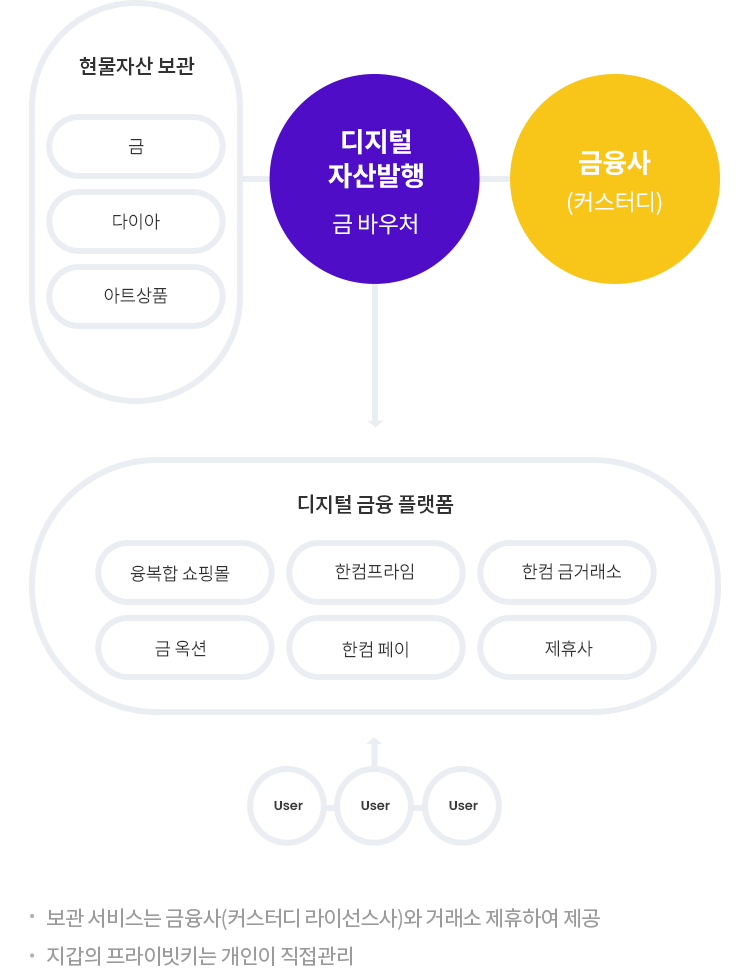 현물자산 보관
금
다이아
아트상품
디지털
자산발행
금 바우처
금융사
(커스터디)
디지털 금융 플랫폼
융복합 쇼핑몰
한컴프라임
한컴 금거래소
금 옥션
한컴 페이
제휴사
User
User
User
• 보관 서비스는 금융사(커스터디 라이선스사)와 거래소 제휴하여 제공
• 지갑의 프라이빗키는 개인이 직접관리